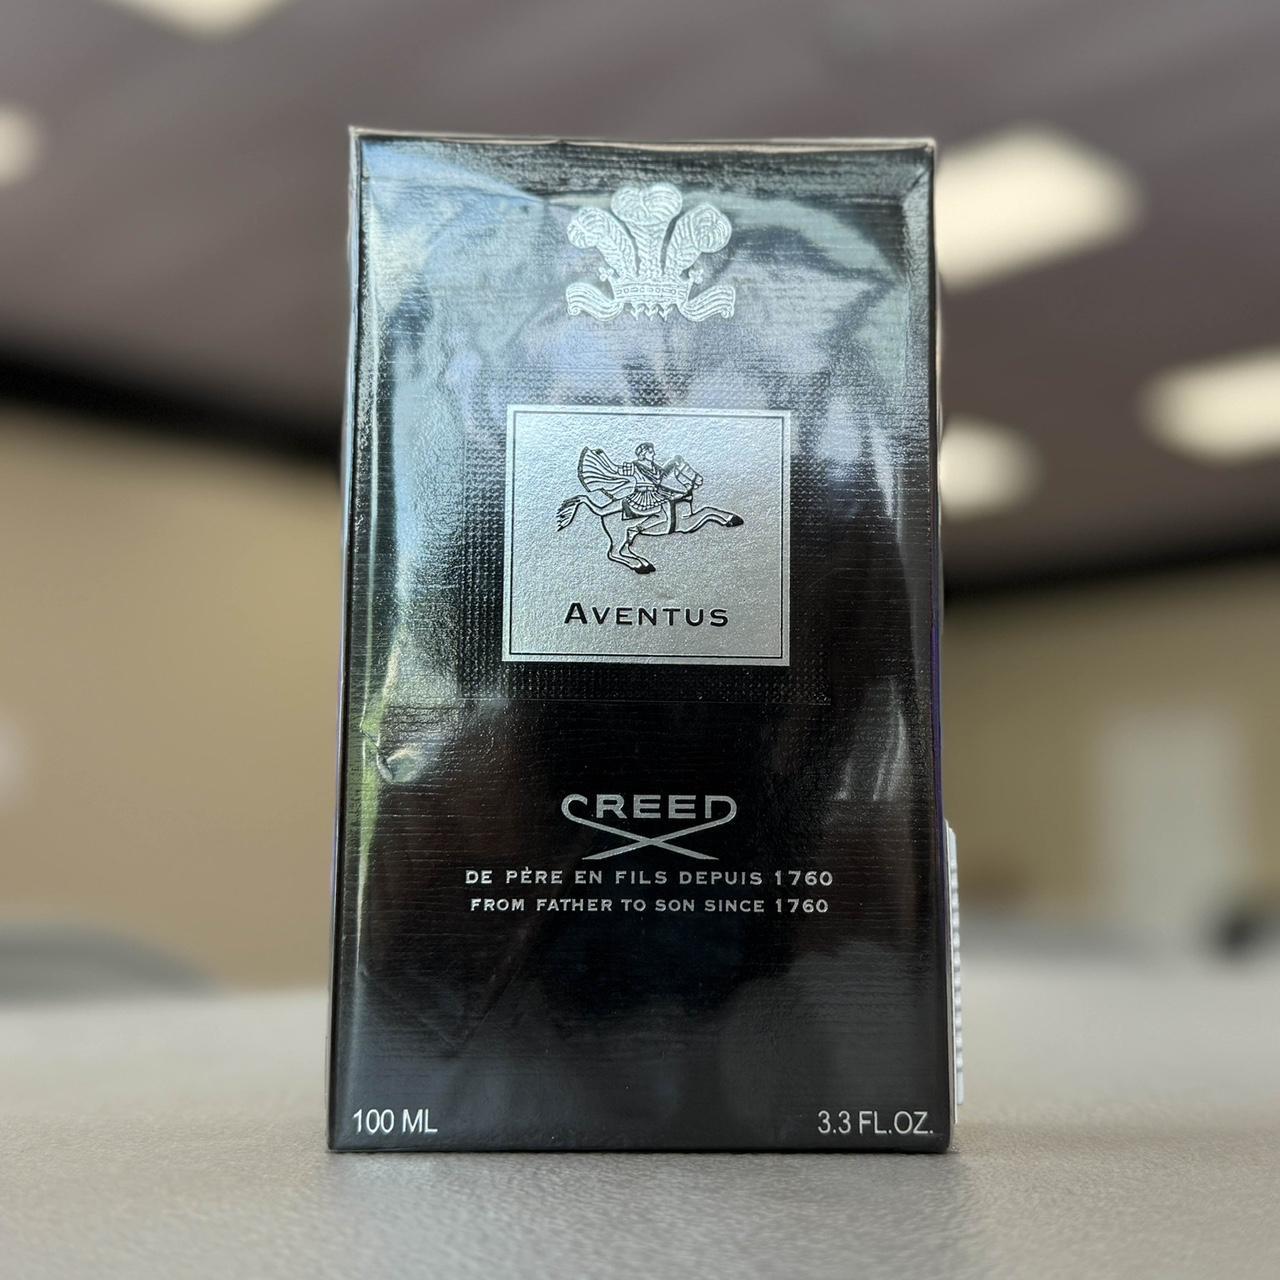 AVENTUS
CREED
DE PÈRE EN FILS DEPUIS 1760
FROM FATHER TO SON SINCE 1760
100 ML
3.3 FL.OZ.